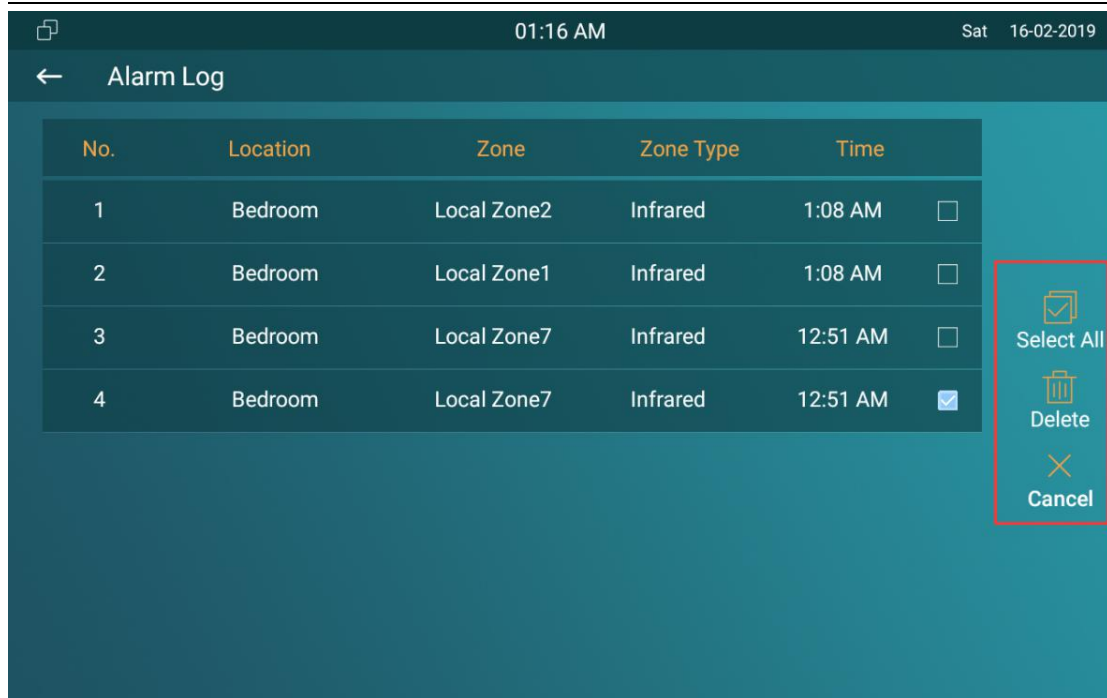 01:16 AM Sat 16-02-2019
Alarm Log
No. Location Zone Zone Type Time
1 Bedroom Local Zone2 Infrared 1:08 AM
2 Bedroom Local Zone1 Infrared 1:08 AM
3 Bedroom Local Zone7 Infrared 12:51 AM
4 Bedroom Local Zone7 Infrared 12:51 AM
Select All
Delete
Cancel